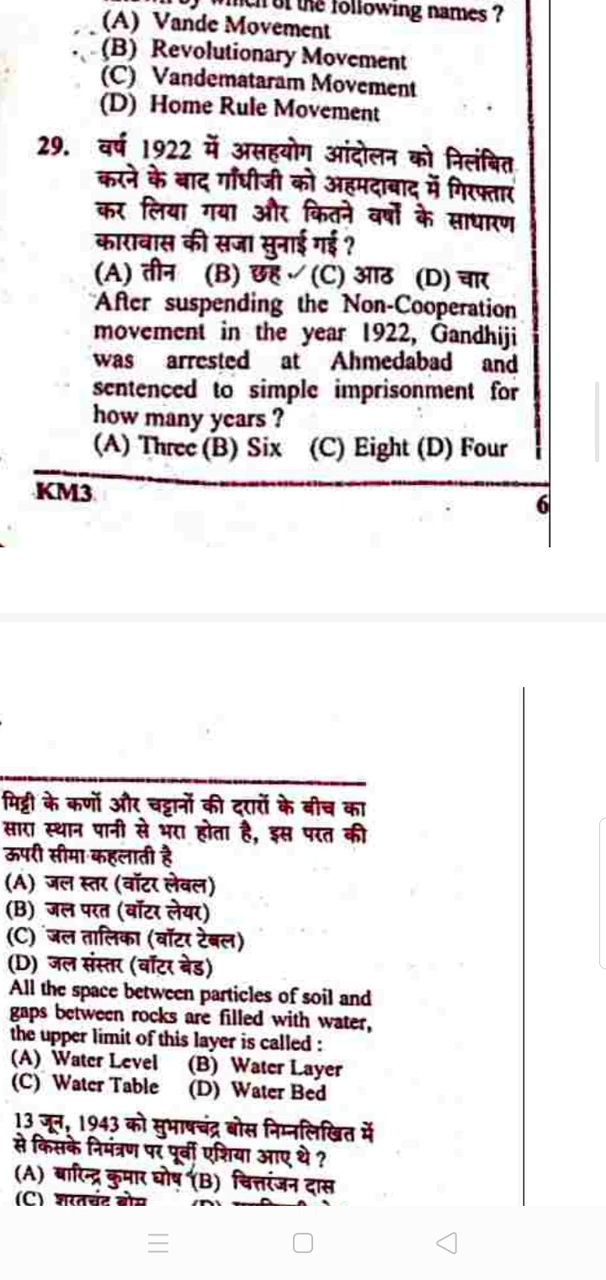 of the following names ?
(A) Vande Movement
(B) Revolutionary Movement
(C) Vandemataram Movement
(D) Home Rule Movement
29. वर्ष 1922 में असहयोग आंदोलन को निलंबित
करने के बाद गाँधीजी को अहमदाबाद में गिरफ्तार
कर लिया गया और कितने वर्षों के साधारण
कारावास की सजा सुनाई गई ?
(A) तीन (B) छह ✓ (C) आठ (D) चार
After suspending the Non-Cooperation
movement in the year 1922, Gandhiji
was arrested at Ahmedabad and
sentenced to simple imprisonment for
how many years ?
(A) Three (B) Six (C) Eight (D) Four
KM3
6
मिट्टी के कणों और चट्टानों की दरारों के बीच का
सारा स्थान पानी से भरा होता है, इस परत की
ऊपरी सीमा कहलाती है
(A) जल स्तर (वॉटर लेवल)
(B) जल परत (वॉटर लेयर)
(C) जल तालिका (वॉटर टेबल)
(D) जल संस्तर (वॉटर बेड)
All the space between particles of soil and
gaps between rocks are filled with water,
the upper limit of this layer is called :
(A) Water Level (B) Water Layer
(C) Water Table (D) Water Bed
13 जून, 1943 को सुभाषचंद्र बोस निम्नलिखित में
से किसके निमंत्रण पर पूर्वी एशिया आए थे ?
(A) बारिन्द्र कुमार घोष (B) चित्तरंजन दास
(C) शरतचंद्र बोस